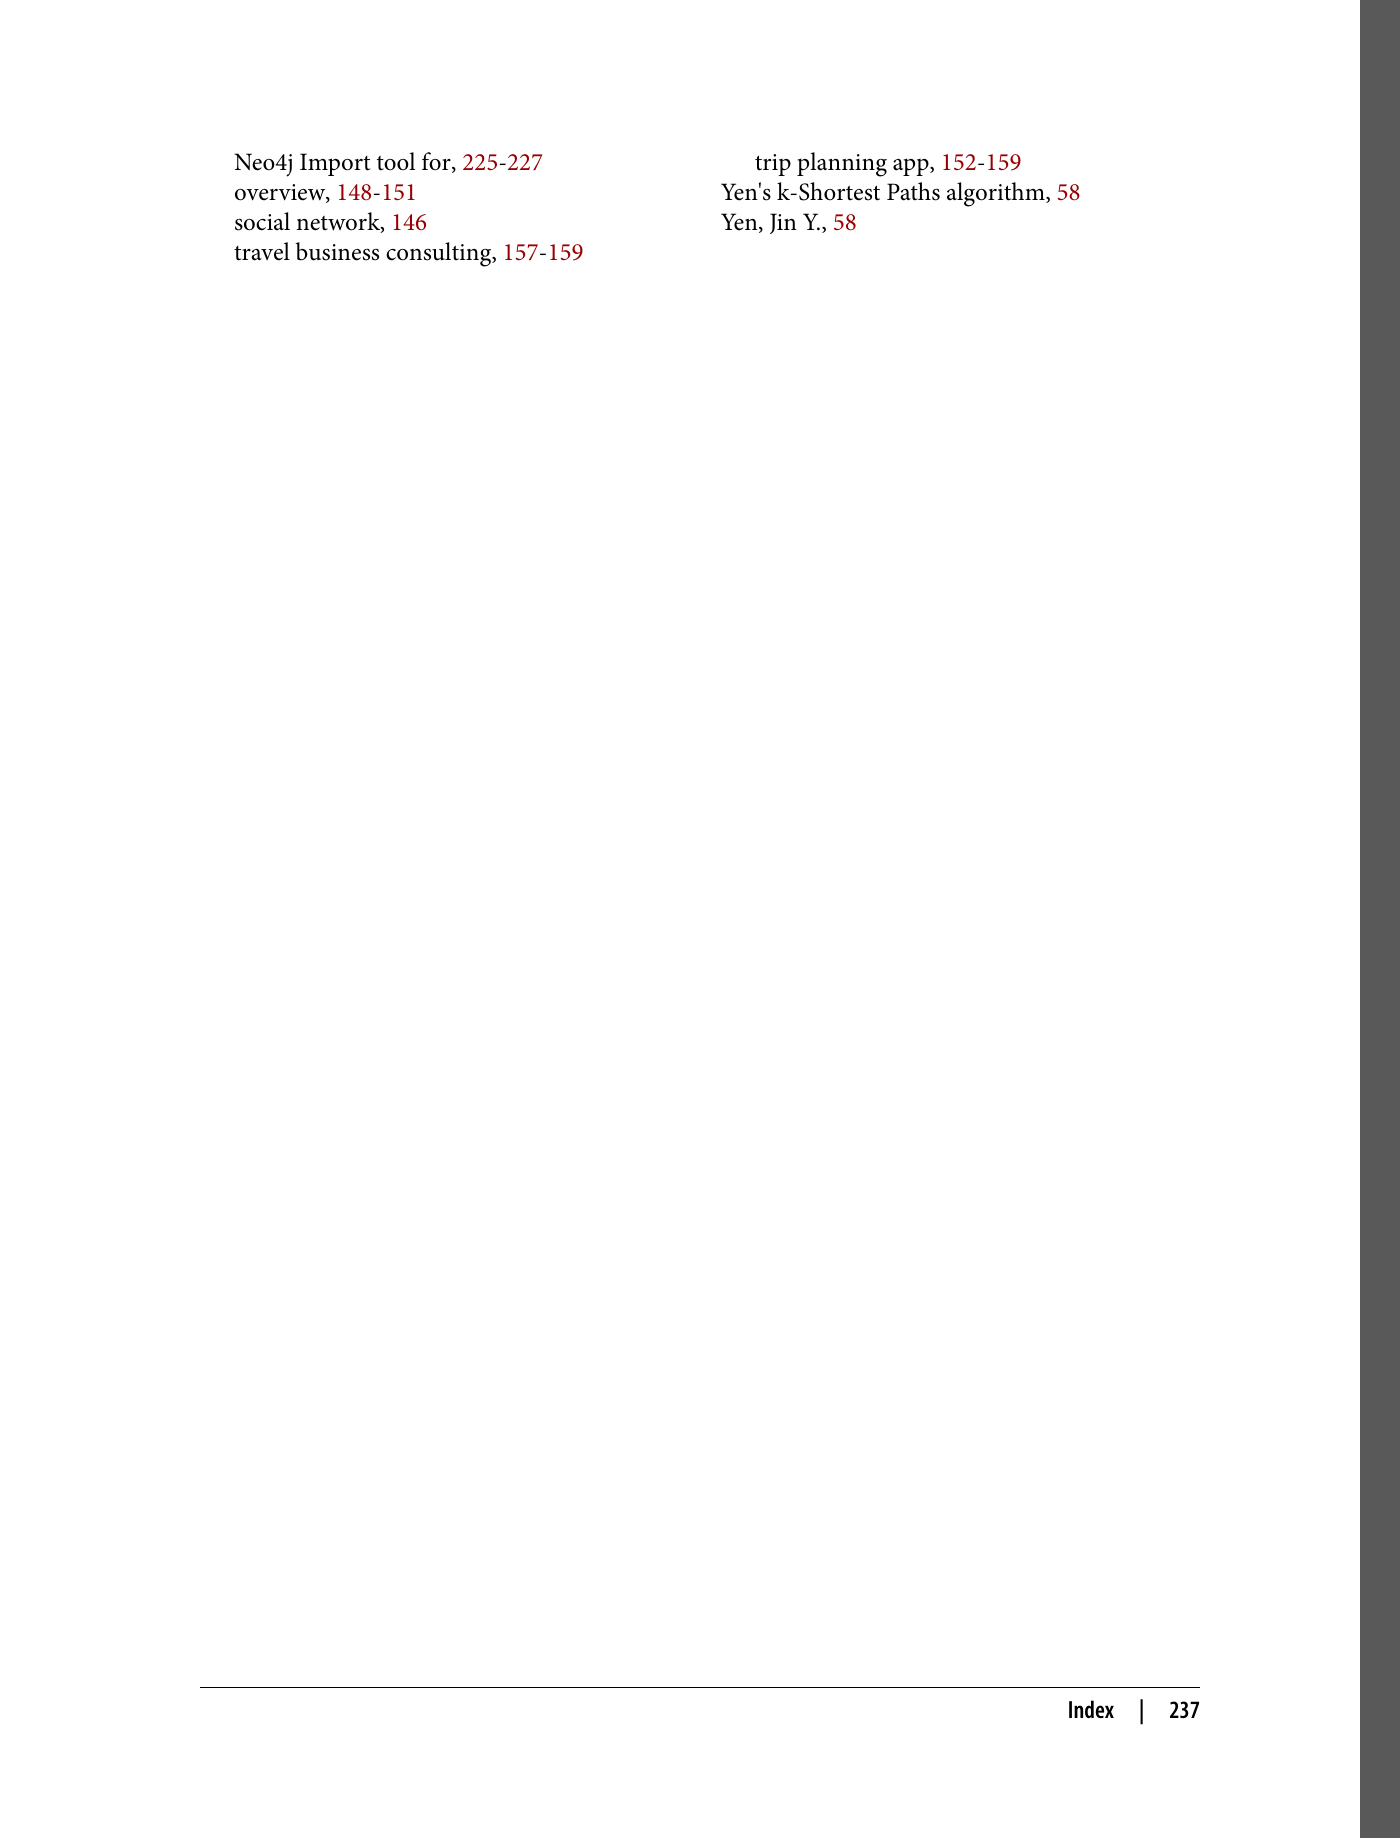 Neo4j Import tool for, 225-227
overview, 148-151
social network, 146
travel business consulting, 157-159
trip planning app, 152-159
Yen's k-Shortest Paths algorithm, 58
Yen, Jin Y., 58
Index | 237